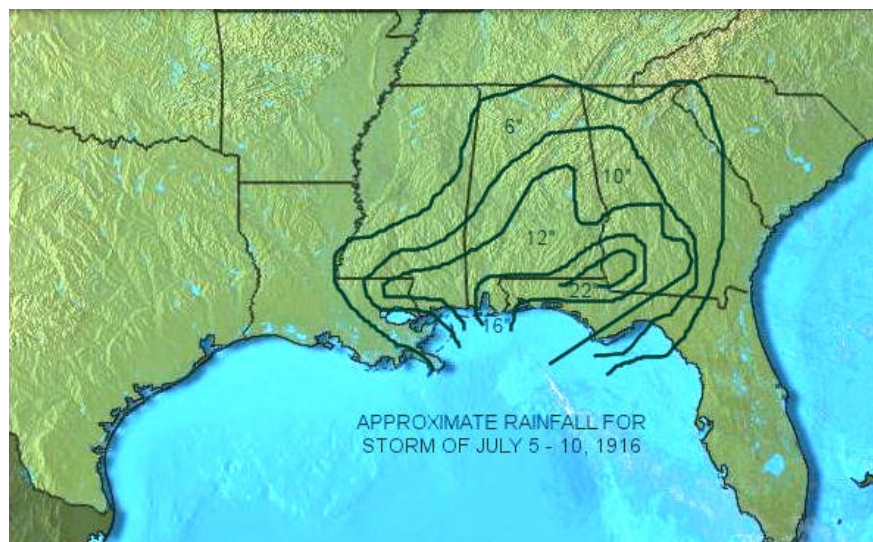 6"
10"
12"
22"
16"
APPROXIMATE RAINFALL FOR
STORM OF JULY 5 - 10, 1916